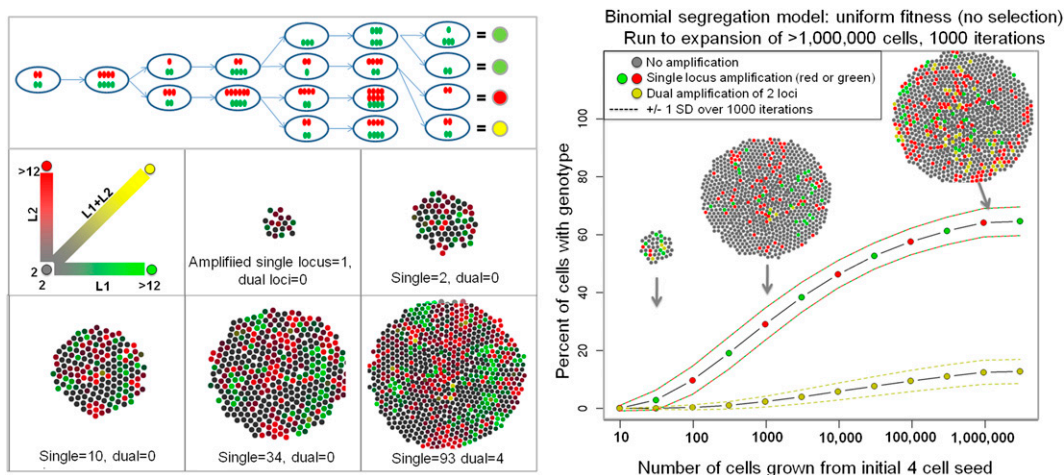 =
=
=
=
>12
L2
L1+L2
2
2
L1
>12
Amplifiied single locus=1,
dual loci=0
Single=2, dual=0
Single=10, dual=0
Single=34, dual=0
Single=93 dual=4
Binomial segregation model: uniform fitness (no selection)
Run to expansion of >1,000,000 cells, 1000 iterations
No amplification
Single locus amplification (red or green)
Dual amplification of 2 loci
+/- 1 SD over 1000 iterations
Percent of cells with genotype
100
80
60
40
20
0
10
100
1000
10,000
100,000
1,000,000
Number of cells grown from initial 4 cell seed